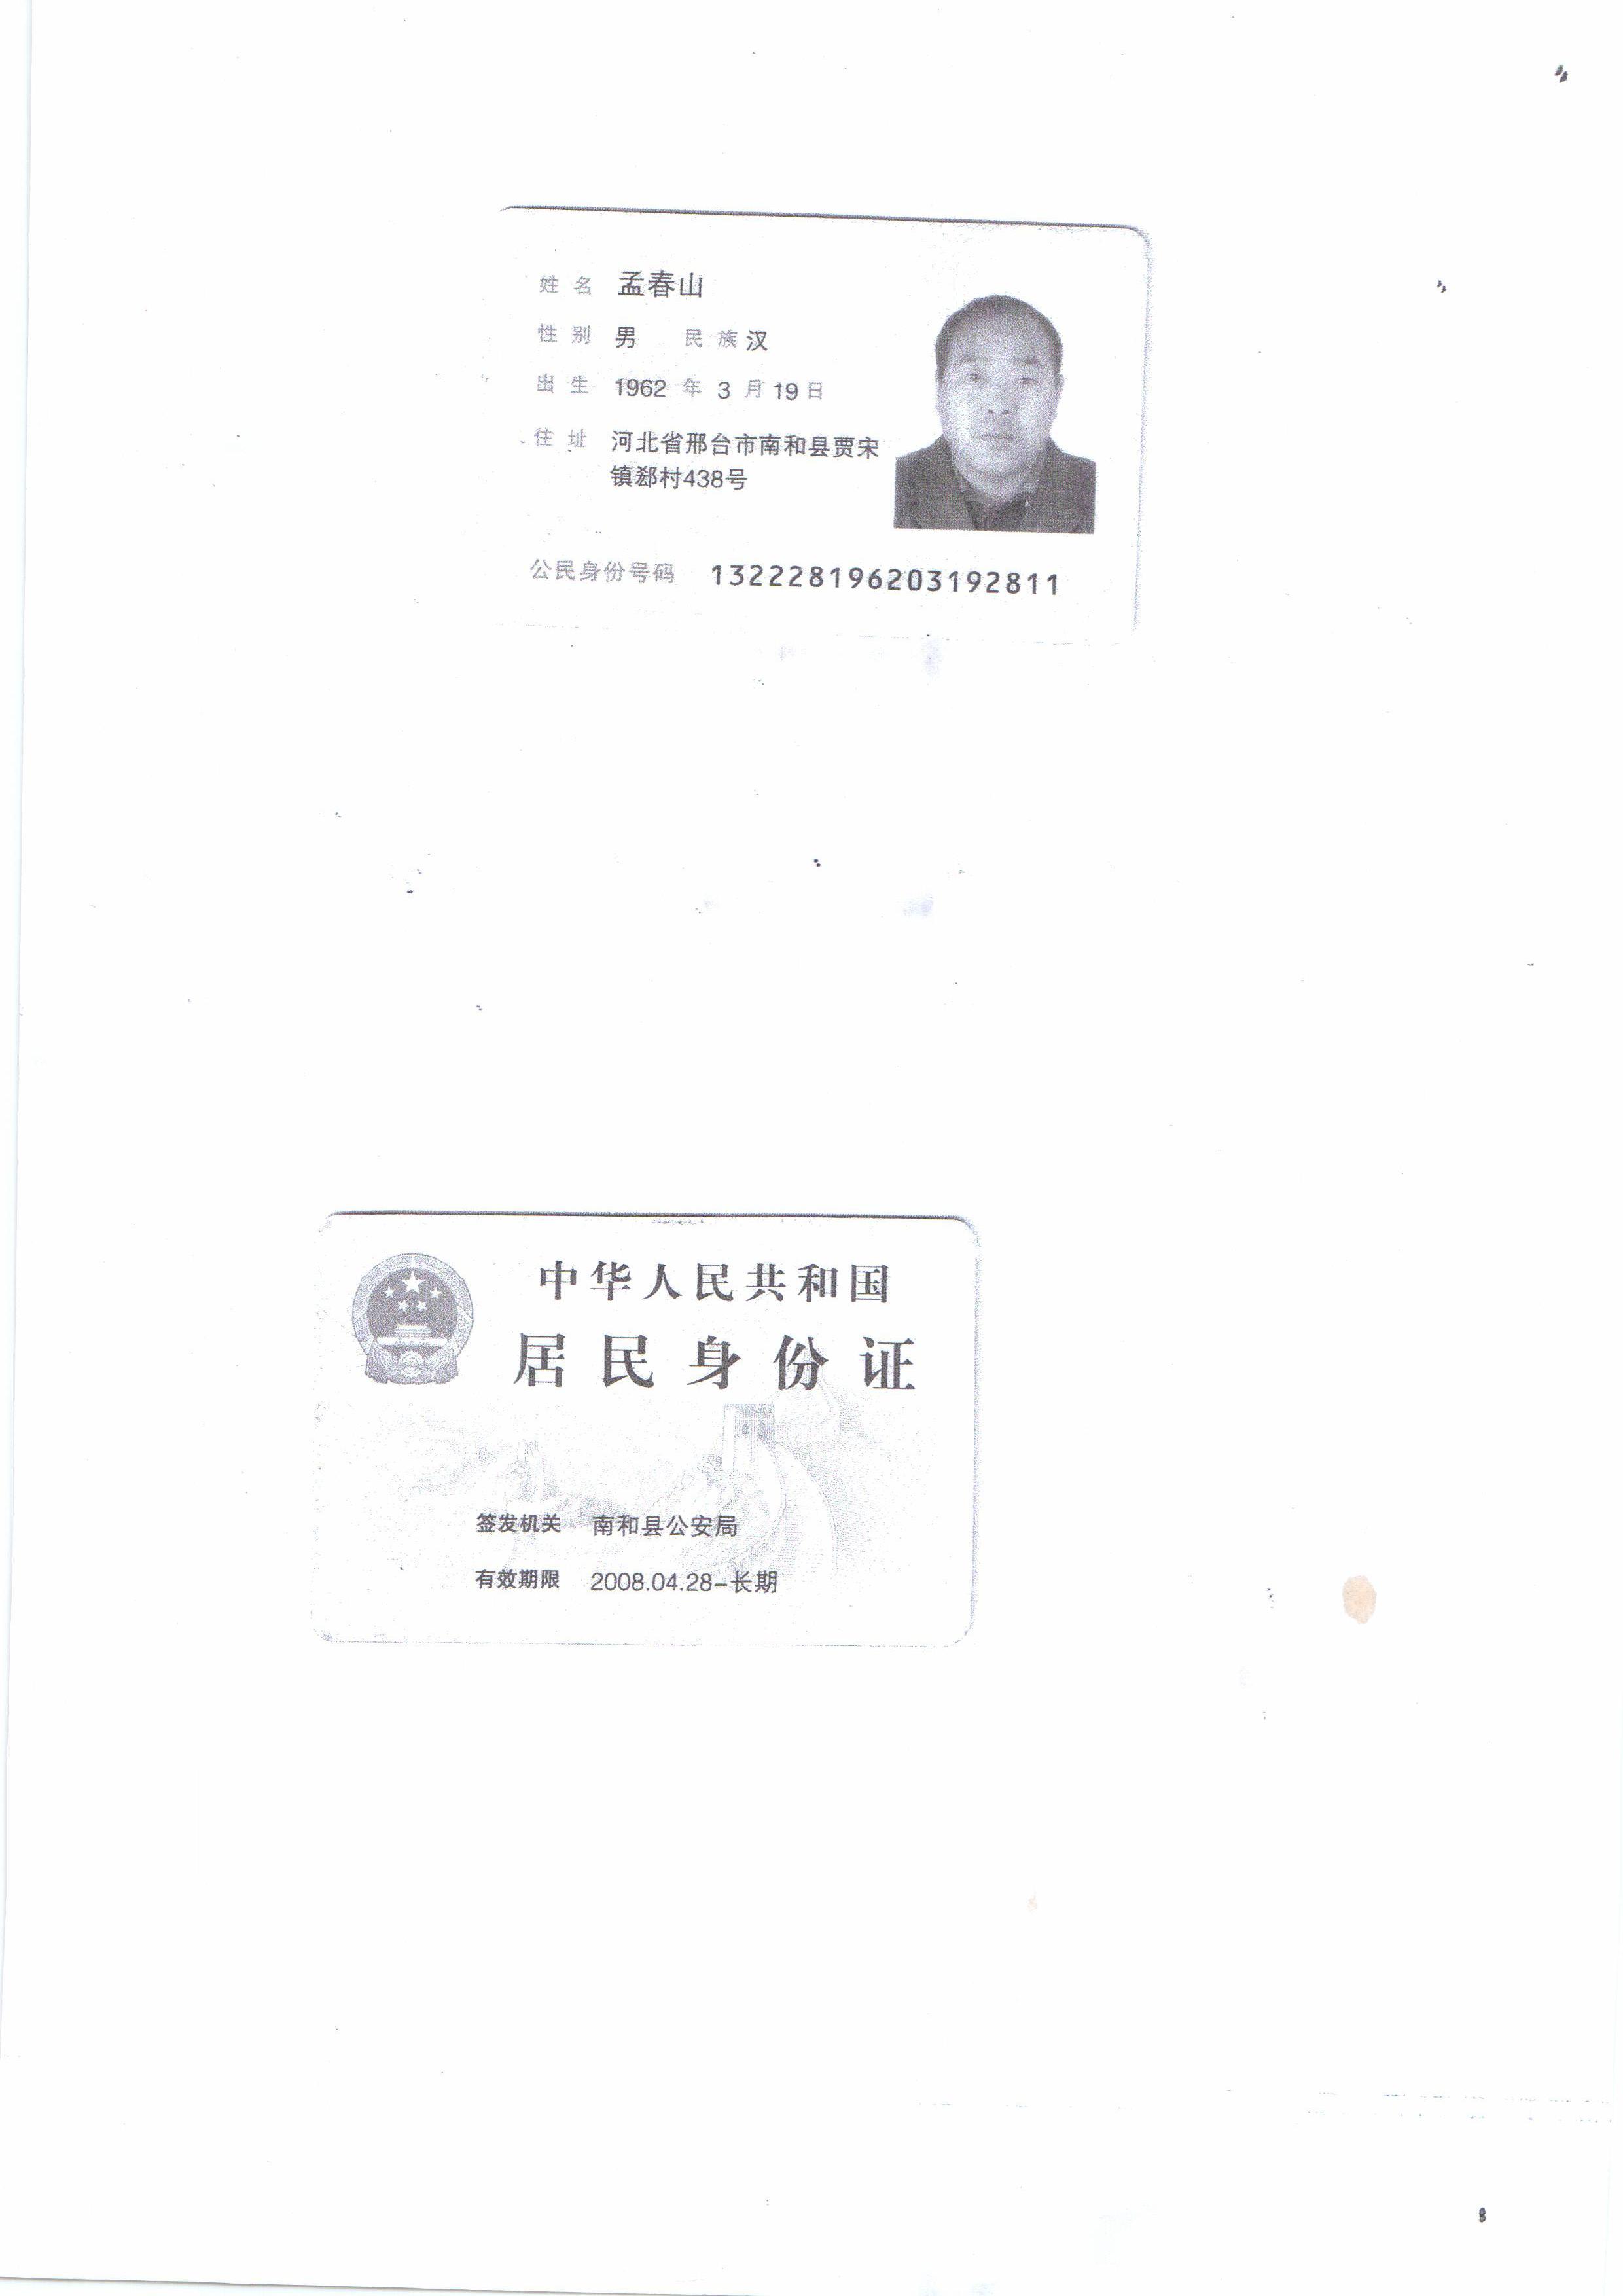 姓名 孟春山
性别 男 民族 汉
出生 1962 年 3 月 19 日
住址 河北省邢台市南和县贾宋
镇郄村438号
公民身份号码 132228196203192811
中华人民共和国
居民身份证
签发机关 南和县公安局
有效期限 2008.04.28-长期